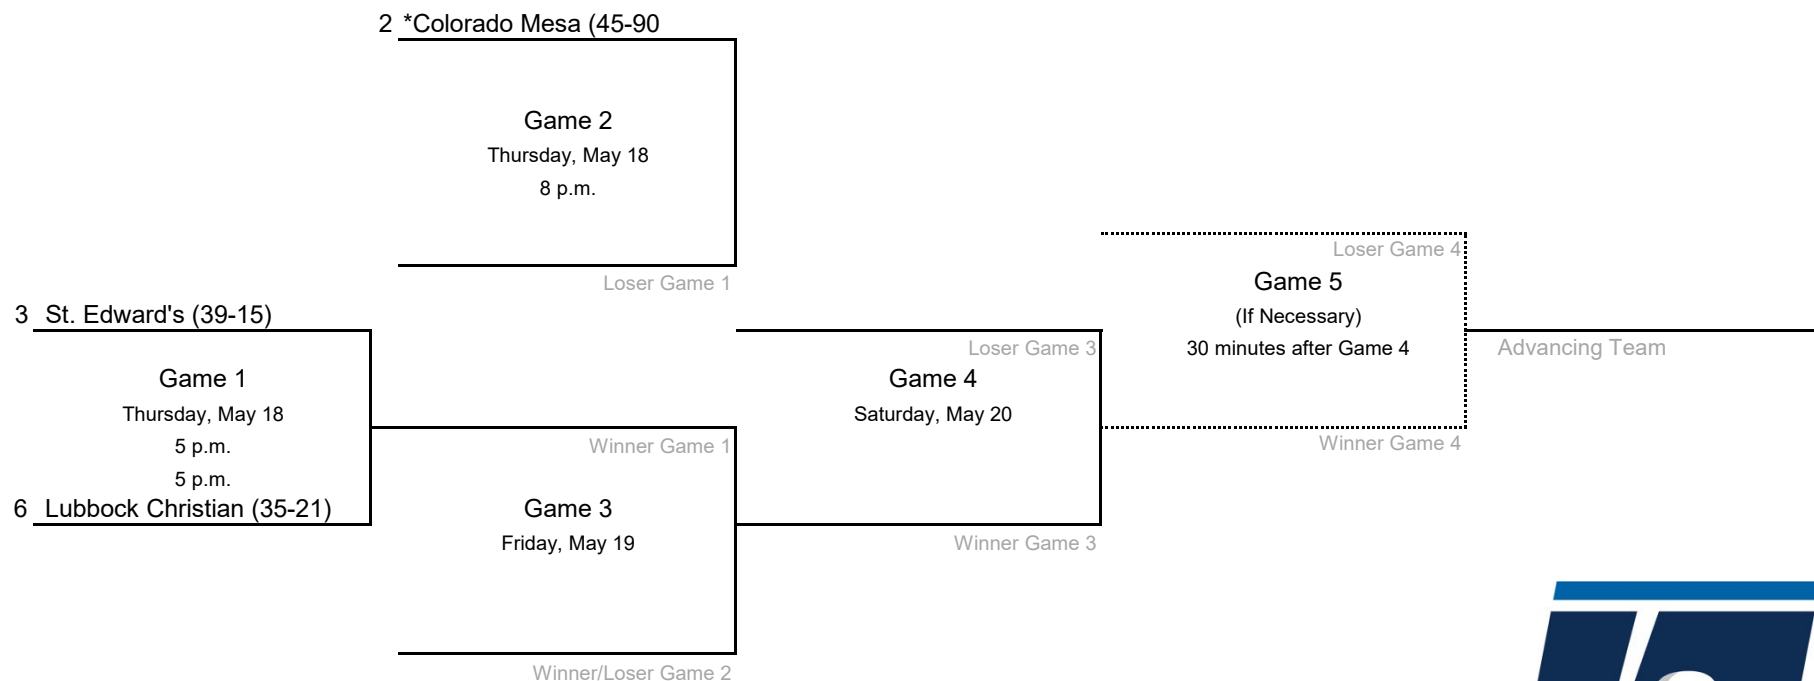 2 *Colorado Mesa (45-90
Game 2
Thursday, May 18
8 p.m.
Loser Game 1
3 St. Edward's (39-15)
Game 1
Thursday, May 18
5 p.m.
5 p.m.
6 Lubbock Christian (35-21)
Winner Game 1
Game 3
Friday, May 19
Winner/Loser Game 2
Loser Game 3
Game 4
Saturday, May 20
Winner Game 3
Loser Game 4
Game 5
(If Necessary)
30 minutes after Game 4
Winner Game 4
Advancing Team